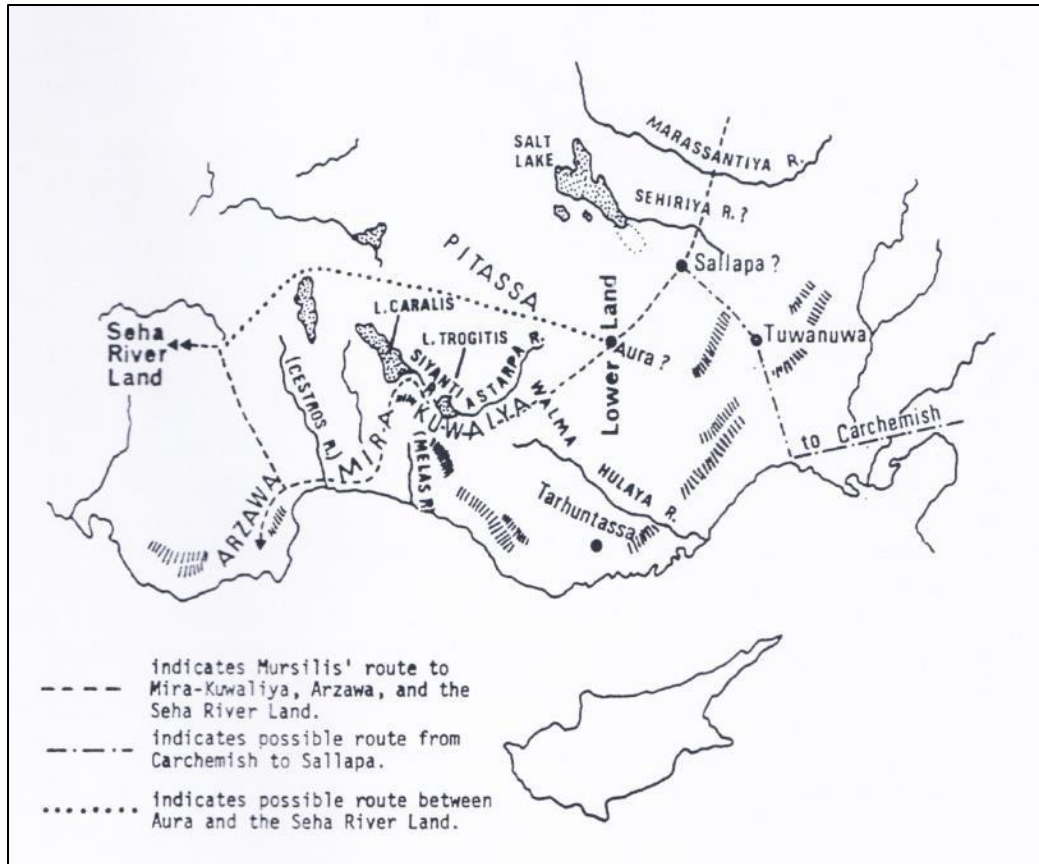 MARASSANTIYA R.
SALT
LAKE
SEHIRIYA R.?
Sallapa?
PITASSA
L.CARALIS
L.TROGITIS
Seha
River
Land
Lower Land
Tuwanuwa
Aura ?
SIYANTI
ASTARPA R.
(CESTROS R.)
MIRA
KUWALYA
WALMA
to Carchemish
(MELAS R.)
HULAYA R.
ARZAWA
Tarhuntassa
indicates Mursilis' route to
Mira-Kuwaliya, Arzawa, and the
Seha River Land.
indicates possible route from
Carchemish to Sallapa.
indicates possible route between
Aura and the Seha River Land.